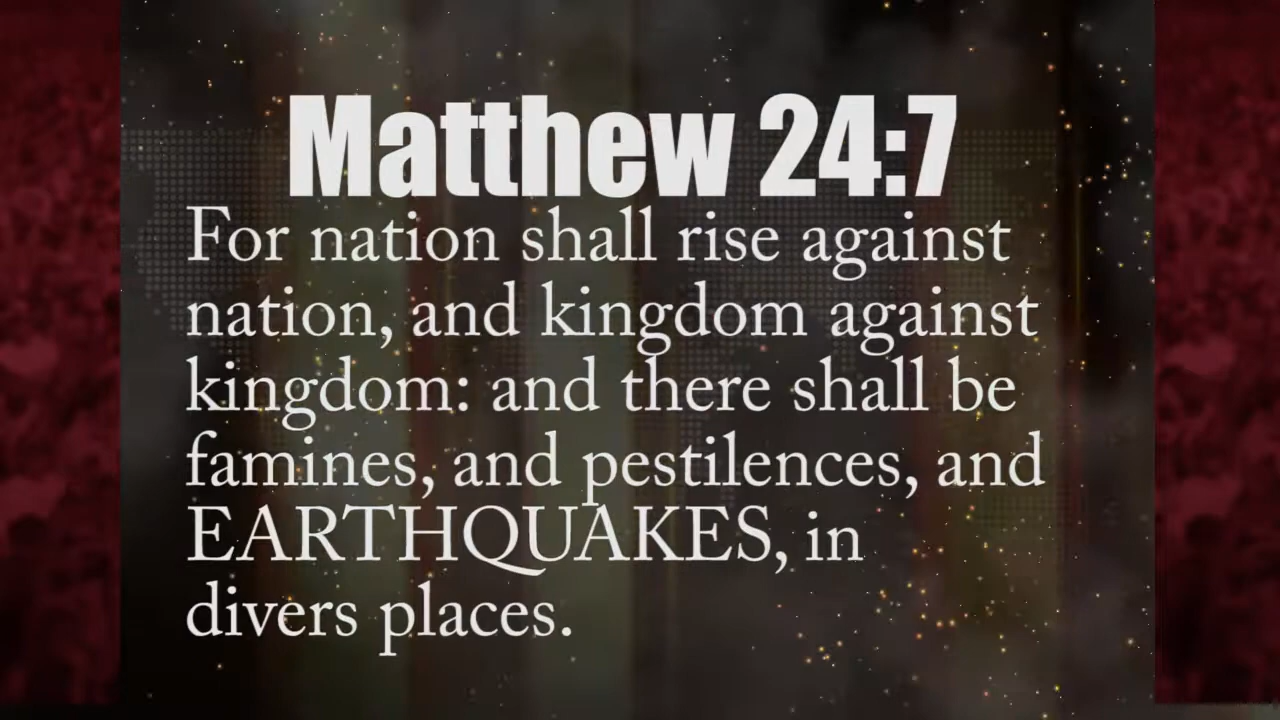 Matthew 24:7
For nation shall rise against
nation, and kingdom against
kingdom: and there shall be
famines, and pestilences, and
EARTHQUAKES, in
divers places.